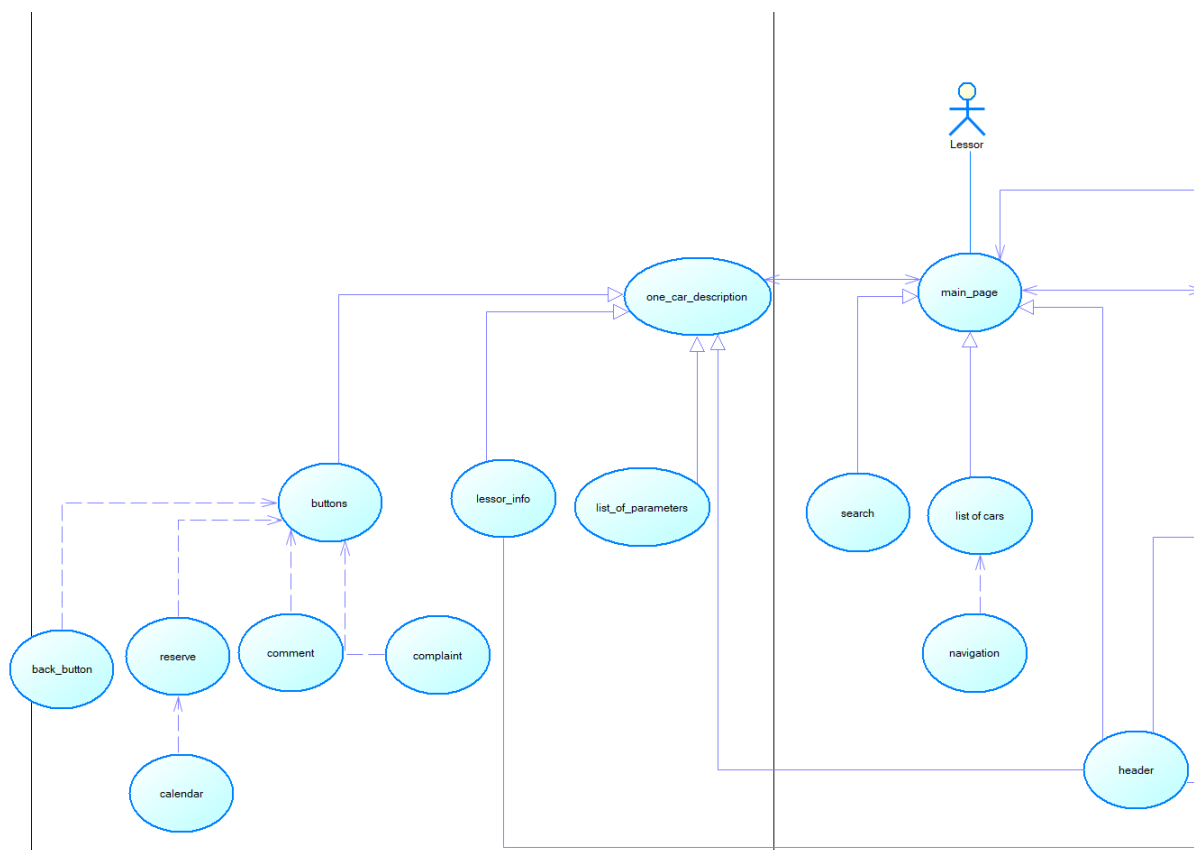 Lessor
one_car_description
main_page
buttons
lessor_info
list_of_parameters
search
list of cars
back_button
reserve
comment
complaint
navigation
calendar
header